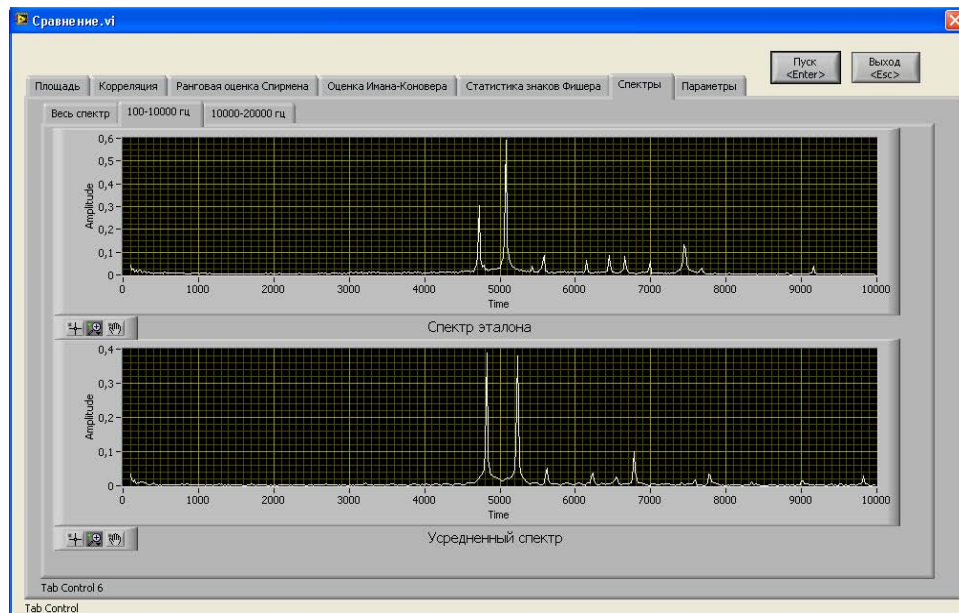 Сравнение.vi
Пуск
<Enter>
Выход
<Esc>
Площадь Корреляция Ранговая оценка Спирмена Оценка Имана-Коновера Статистика знаков Фишера Спектры Параметры
Весь спектр 100-10000 гц 10000-20000 гц
Amplitude
0,6
0,5
0,4
0,3
0,2
0,1
0
0 1000 2000 3000 4000 5000 6000 7000 8000 9000 10000
Time
Спектр эталона
Amplitude
0,4
0,3
0,2
0,1
0
0 1000 2000 3000 4000 5000 6000 7000 8000 9000 10000
Time
Усредненный спектр
Tab Control 6
Tab Control